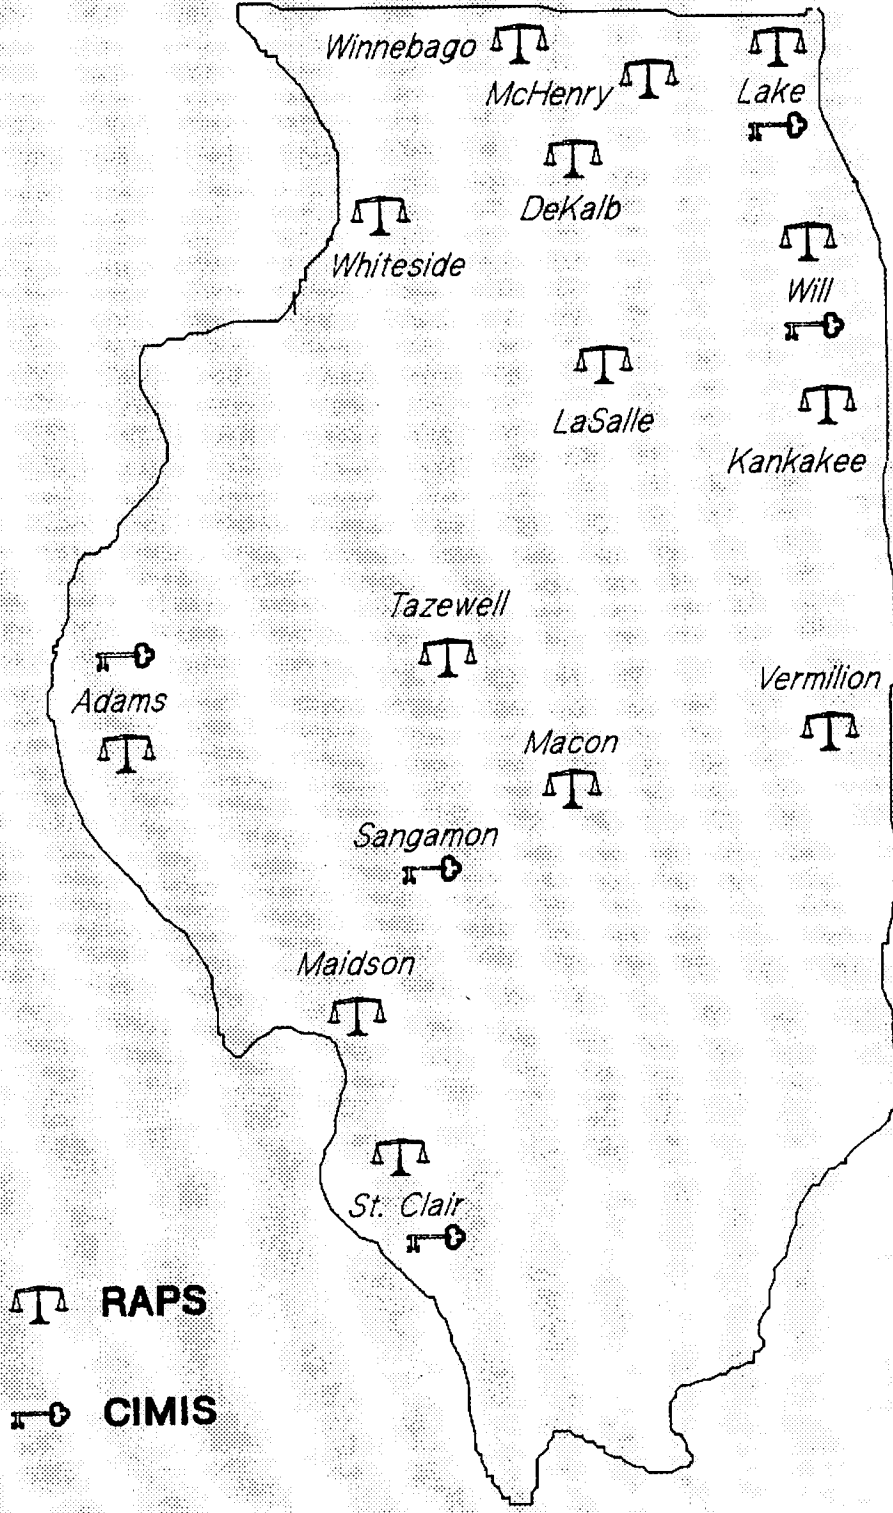 Winnebago
McHenry
Lake
DeKalb
Whiteside
Will
LaSalle
Kankakee
Tazewell
Vermilion
Adams
Macon
Sangamon
Maidson
St. Clair
RAPS
CIMIS